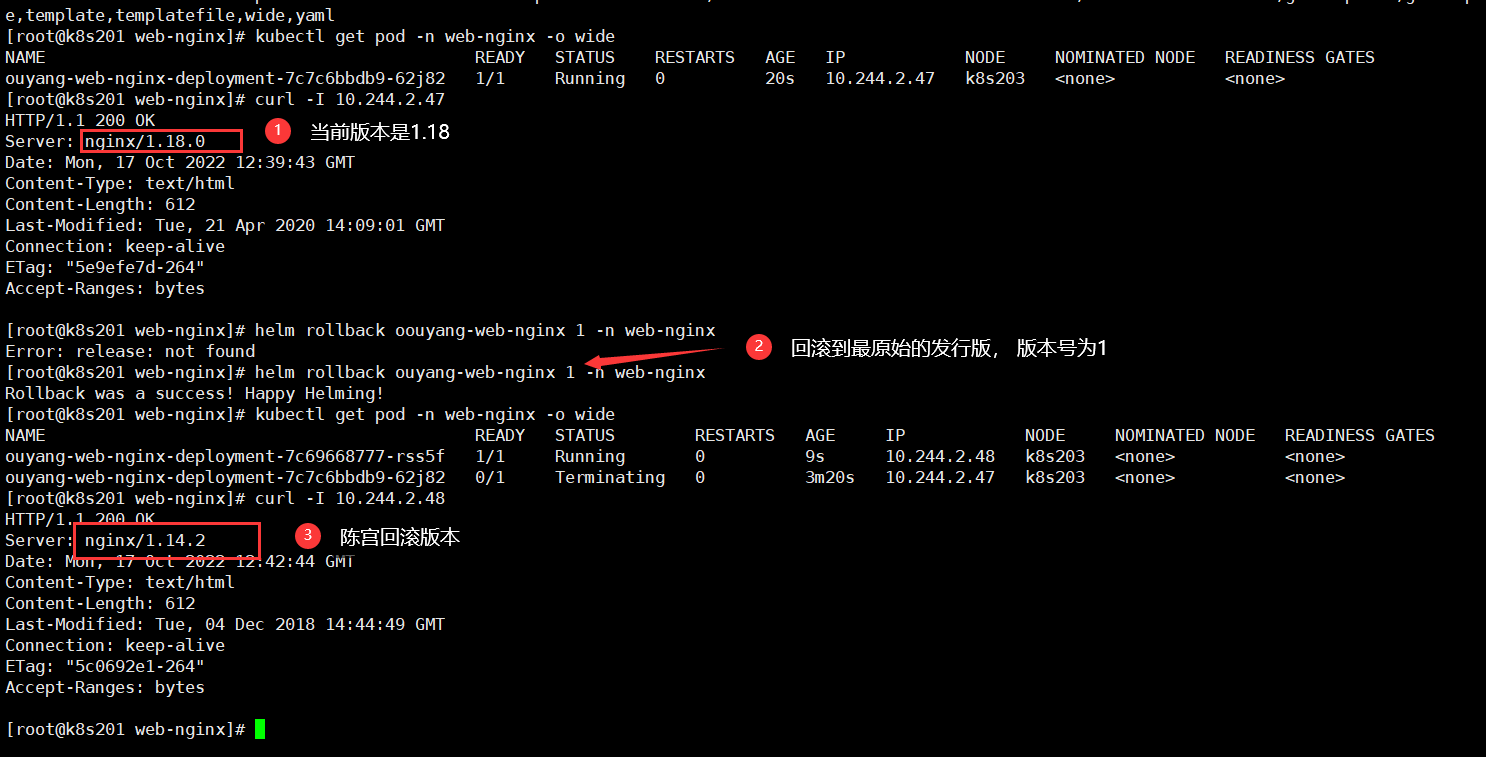 e,template,templatefile,wide,yaml
[root@k8s201 web-nginx]# kubectl get pod -n web-nginx -o wide
NAME READY STATUS RESTARTS AGE IP NODE NOMINATED NODE READINESS GATES
ouyang-web-nginx-deployment-7c7c6bbdb9-62j82 1/1 Running 0 20s 10.244.2.47 k8s203 <none> <none>
[root@k8s201 web-nginx]# curl -I 10.244.2.47
HTTP/1.1 200 OK
Server: nginx/1.18.0 1 当前版本是1.18
Date: Mon, 17 Oct 2022 12:39:43 GMT
Content-Type: text/html
Content-Length: 612
Last-Modified: Tue, 21 Apr 2020 14:09:01 GMT
Connection: keep-alive
ETag: "5e9efe7d-264"
Accept-Ranges: bytes
[root@k8s201 web-nginx]# helm rollback oouyang-web-nginx 1 -n web-nginx
Error: release: not found 2 回滚到最原始的发行版， 版本号为1
[root@k8s201 web-nginx]# helm rollback ouyang-web-nginx 1 -n web-nginx
Rollback was a success! Happy Helming!
[root@k8s201 web-nginx]# kubectl get pod -n web-nginx -o wide
NAME READY STATUS RESTARTS AGE IP NODE NOMINATED NODE READINESS GATES
ouyang-web-nginx-deployment-7c69668777-rss5f 1/1 Running 0 9s 10.244.2.48 k8s203 <none> <none>
ouyang-web-nginx-deployment-7c7c6bbdb9-62j82 0/1 Terminating 0 3m20s 10.244.2.47 k8s203 <none> <none>
[root@k8s201 web-nginx]# curl -I 10.244.2.48
HTTP/1.1 200 OK
Server: nginx/1.14.2 3 陈宫回滚版本
Date: Mon, 17 Oct 2022 12:42:44 GMT
Content-Type: text/html
Content-Length: 612
Last-Modified: Tue, 04 Dec 2018 14:44:49 GMT
Connection: keep-alive
ETag: "5c0692e1-264"
Accept-Ranges: bytes
[root@k8s201 web-nginx]#